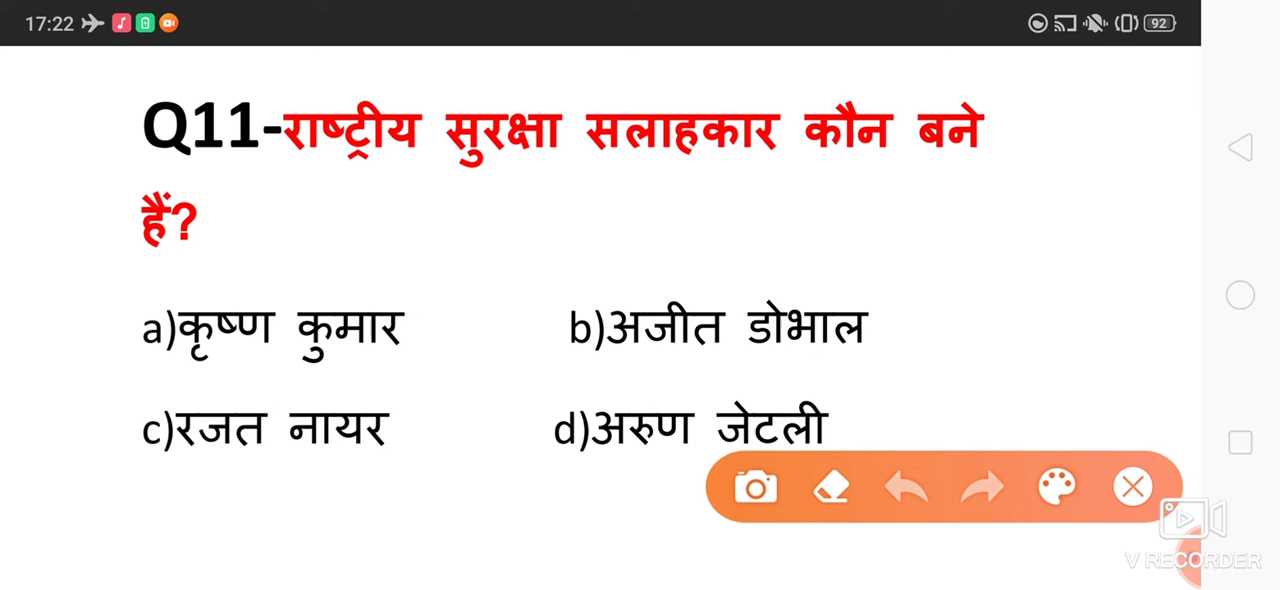 17:22 92
Q11-राष्ट्रीय सुरक्षा सलाहकार कौन बने
हैं?
a)कृष्ण कुमार b)अजीत डोभाल
c)रजत नायर d)अरुण जेटली
V RECORDER